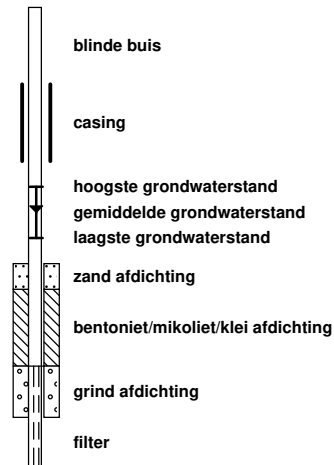 blinde buis
casing
hoogste grondwaterstand
gemiddelde grondwaterstand
laagste grondwaterstand
zand afdichting
bentoniet/mikoliet/klei afdichting
grind afdichting
filter